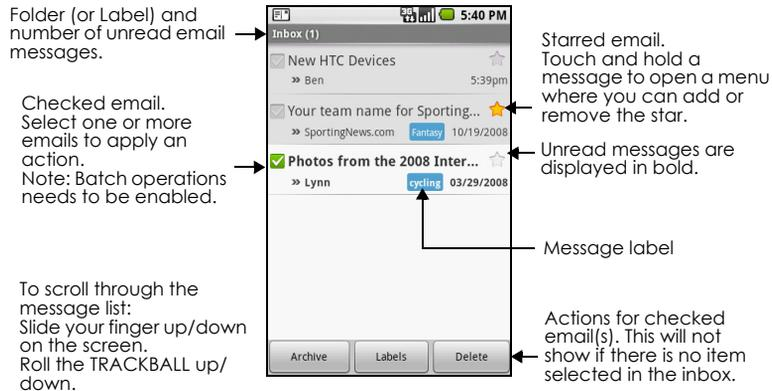 Folder (or Label) and
number of unread email
messages.
Checked email.
Select one or more
emails to apply an
action.
Note: Batch operations
needs to be enabled.
To scroll through the
message list:
Slide your finger up/down
on the screen.
Roll the TRACKBALL up/
down.
3G 5:40 PM
Inbox (1)
New HTC Devices
» Ben 5:39pm
Your team name for Sporting...
» SportingNews.com Fantasy 10/19/2008
Photos from the 2008 Inter...
» Lynn cycling 03/29/2008
Archive Labels Delete
Starred email.
Touch and hold a
message to open a menu
where you can add or
remove the star.
Unread messages are
displayed in bold.
Message label
Actions for checked
email(s). This will not
show if there is no item
selected in the inbox.